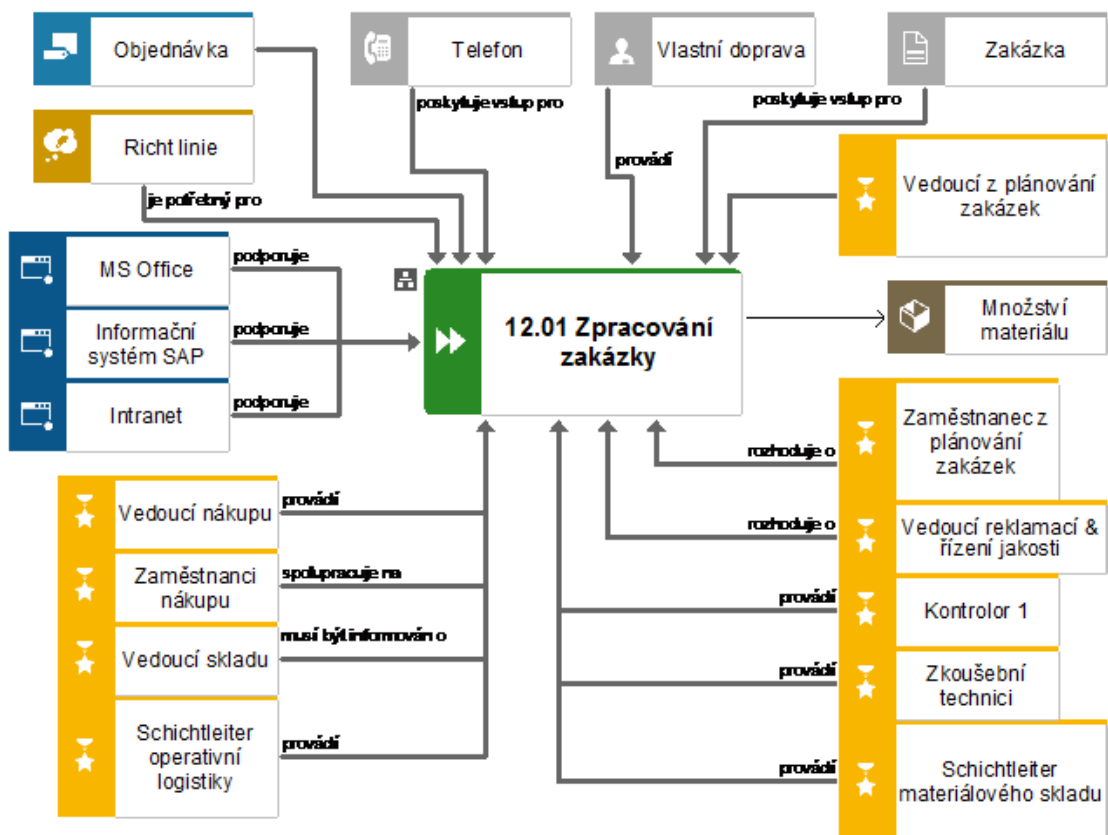 Objednávka
Telefon
Vlastní doprava
Zakázka
poskytuje vstup pro
poskytuje vstup pro
Richt linie
provádí
Vedoucí z plánování
zakázek
je potřebný pro
MS Office
podporuje
Informační
systém SAP
podporuje
Intranet
podporuje
12.01 Zpracování
zakázky
Množství
materiálu
Zaměstnanec z
plánování
zakázek
rozhoduje o
Vedoucí reklamací &
řízení jakosti
rozhoduje o
Kontrolor 1
provádí
Zkoušební
technici
provádí
Schichtleiter
materiálového skladu
provádí
Vedoucí nákupu
provádí
Zaměstnanci
nákupu
spolupracuje na
Vedoucí skladu
musí být informován o
Schichtleiter
operativní
logistiky
provádí